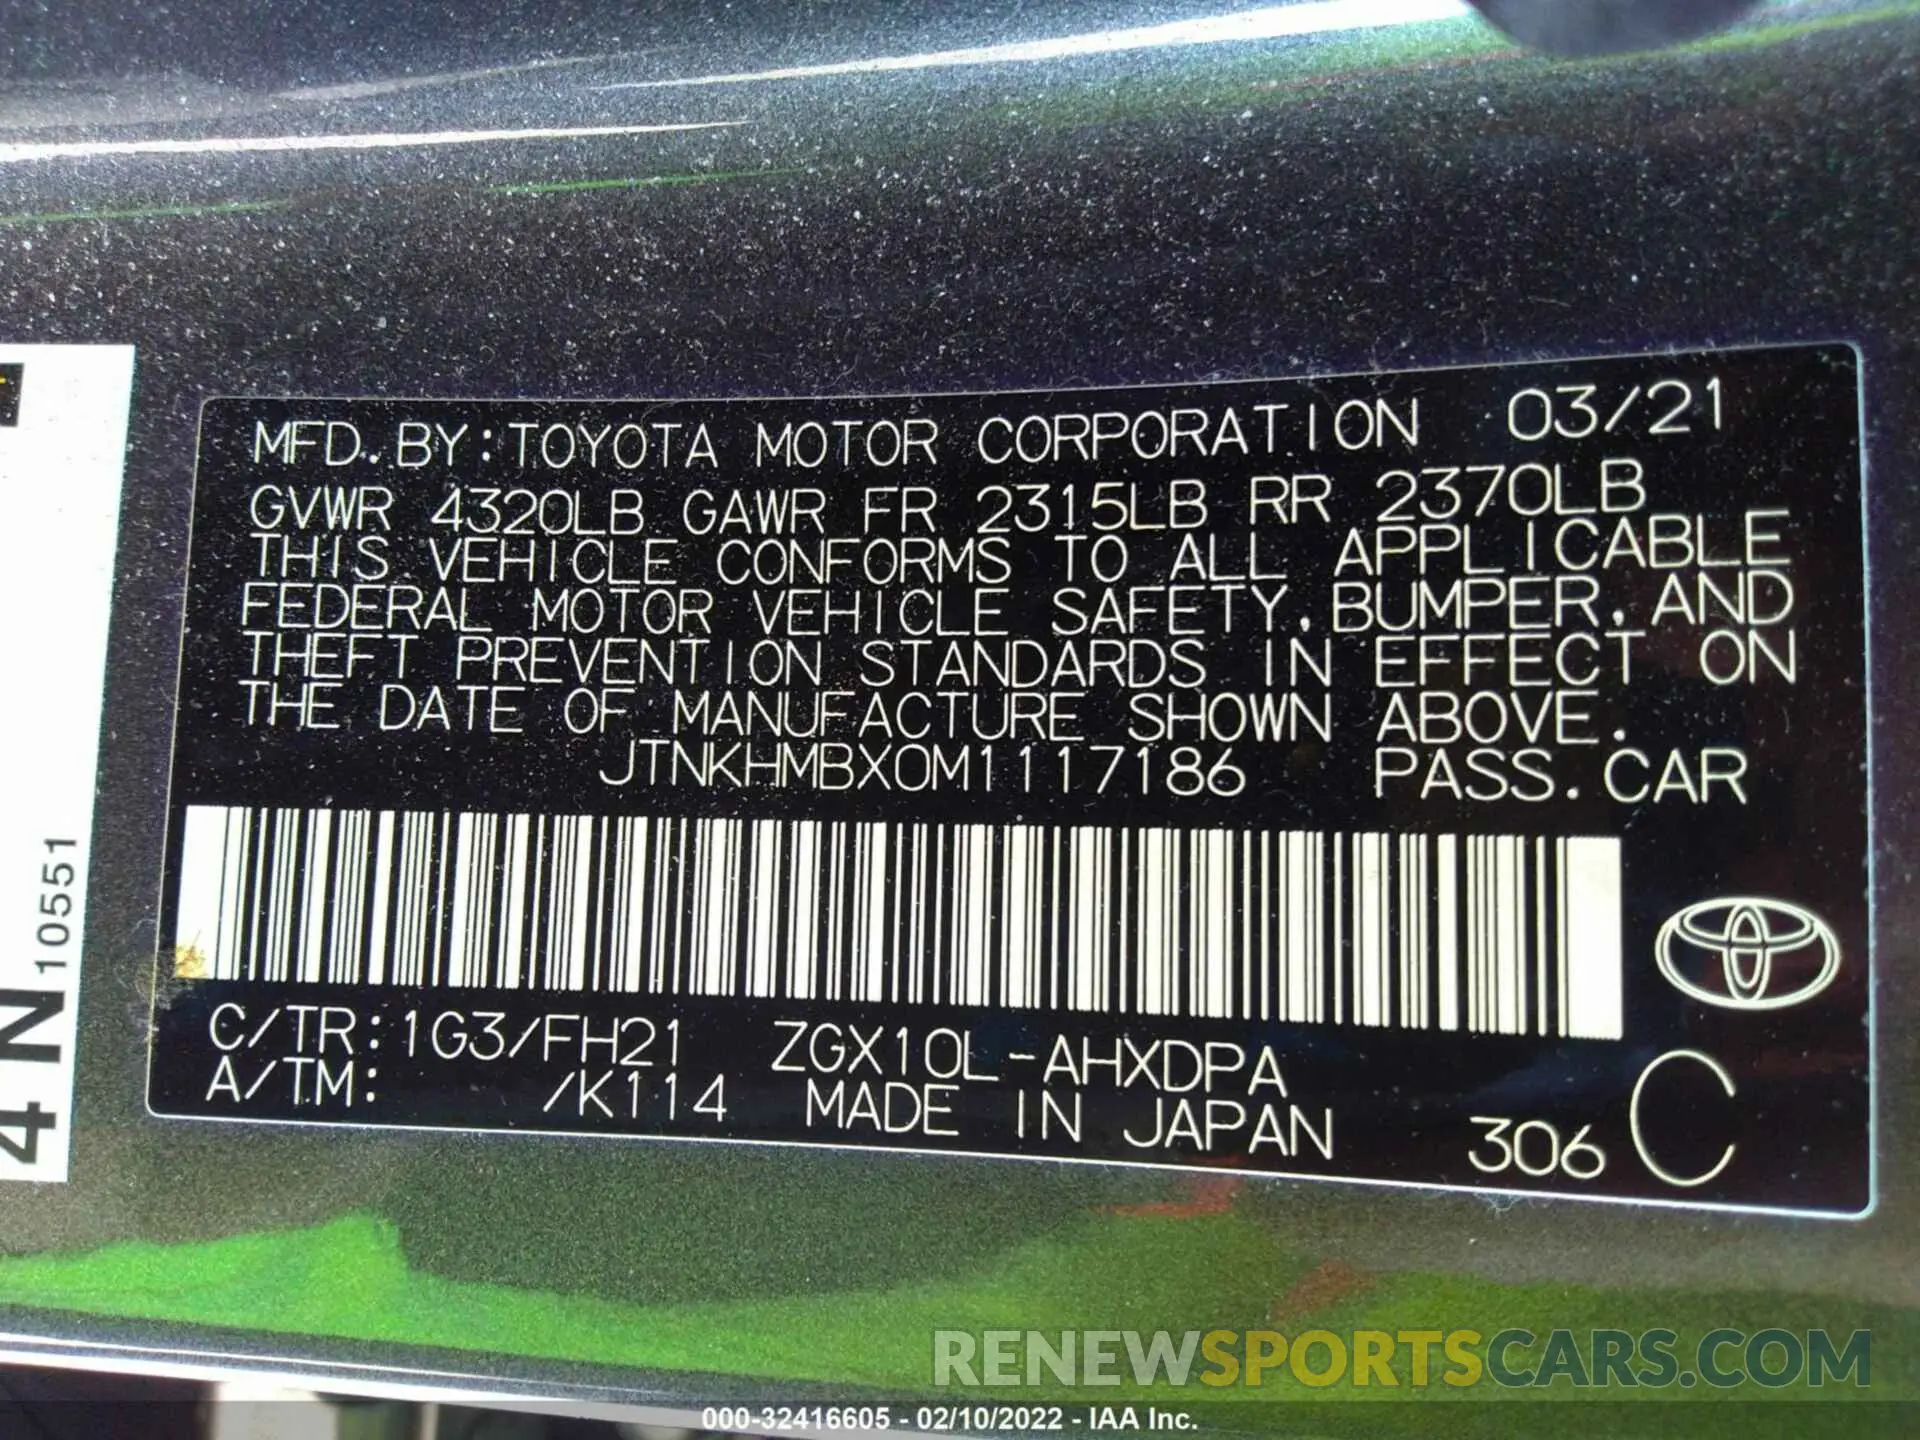 MFD. BY: TOYOTA MOTOR CORPORATION 03/21
GVWR 4320LB GAWR FR 2315LB RR 2370LB
THIS VEHICLE CONFORMS TO ALL APPLICABLE
FEDERAL MOTOR VEHICLE SAFETY, BUMPER, AND
THEFT PREVENTION STANDARDS IN EFFECT ON
THE DATE OF MANUFACTURE SHOWN ABOVE.
JTNKHMBX0M1117186 PASS. CAR
C/TR: 1G3/FH21 ZGX10L-AHXDPA
A/TM: /K114 MADE IN JAPAN 306 C
4 N 10551
RENEWSPORTSCARS.COM
000-32416605 - 02/10/2022 - IAA Inc.